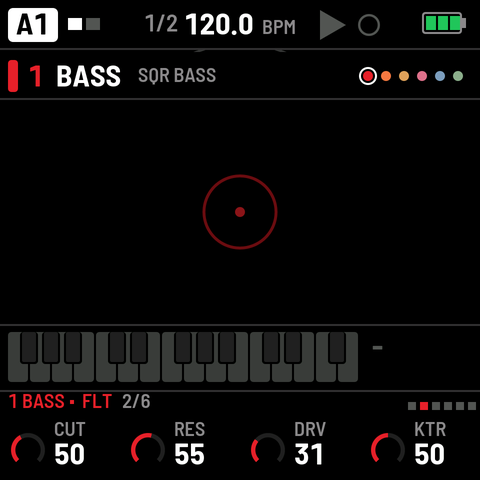 A1 1/2 120.0 BPM
1 BASS SQR BASS
-
1 BASS · FLT 2/6
CUT RES DRV KTR
50 55 31 50